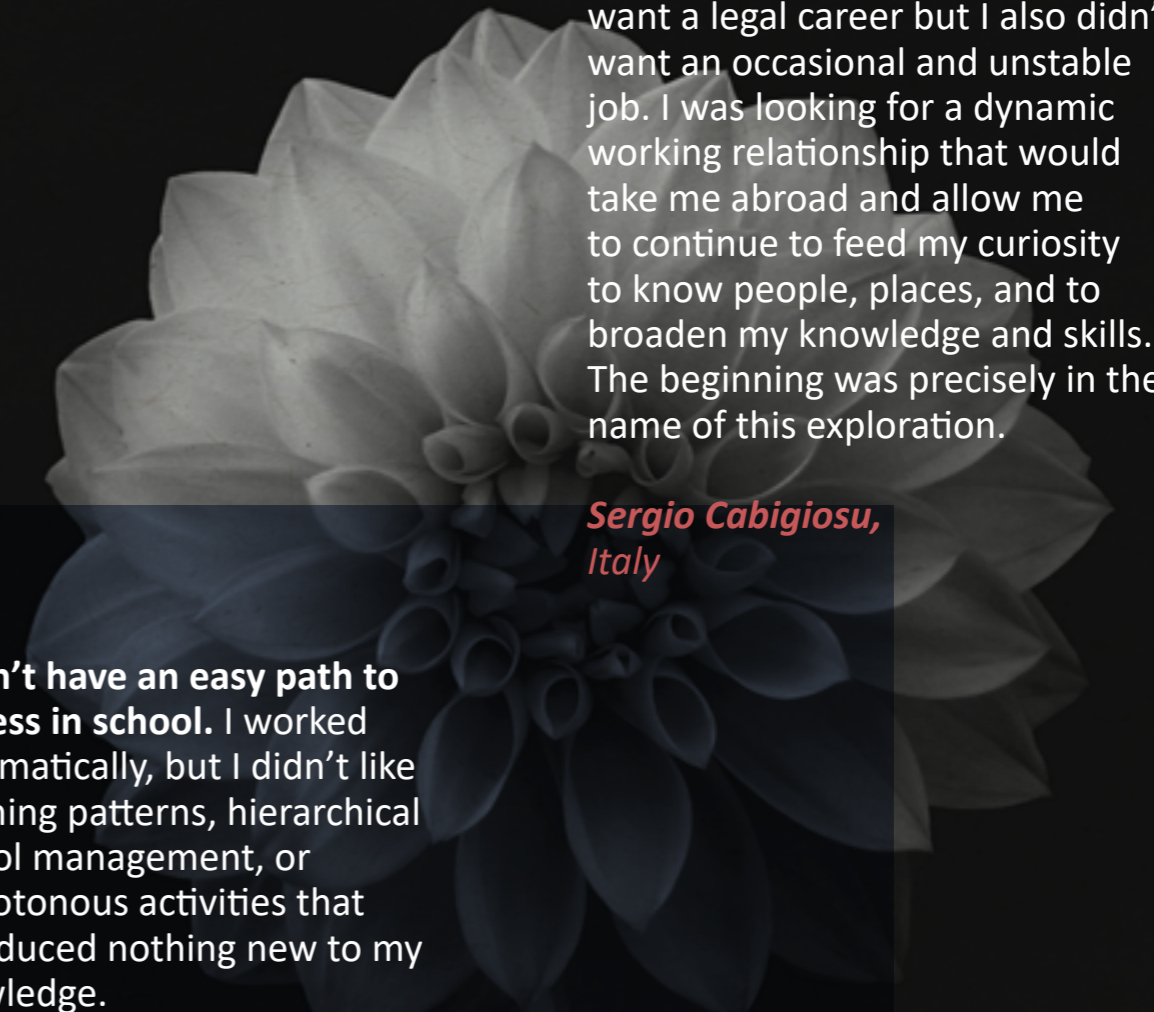 want a legal career but I also didn'
want an occasional and unstable
job. I was looking for a dynamic
working relationship that would
take me abroad and allow me
to continue to feed my curiosity
to know people, places, and to
broaden my knowledge and skills.
The beginning was precisely in the
name of this exploration.
Sergio Cabigiosu,
Italy
n’t have an easy path to
ess in school. I worked
matically, but I didn’t like
ning patterns, hierarchical
ol management, or
otonous activities that
duced nothing new to my
ledge.